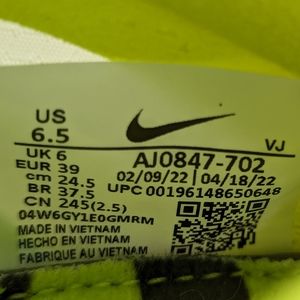 US
6.5
VJ
UK 6
EUR 39
cm 24.5
BR 37.5
CN 245(2.5)
AJ0847-702
02/09/22 04/18/22
UPC 00196148650648
04W6GY1E0GMRM
MADE IN VIETNAM
HECHO EN VIETNAM
FABRIQUE AU VIETNAM